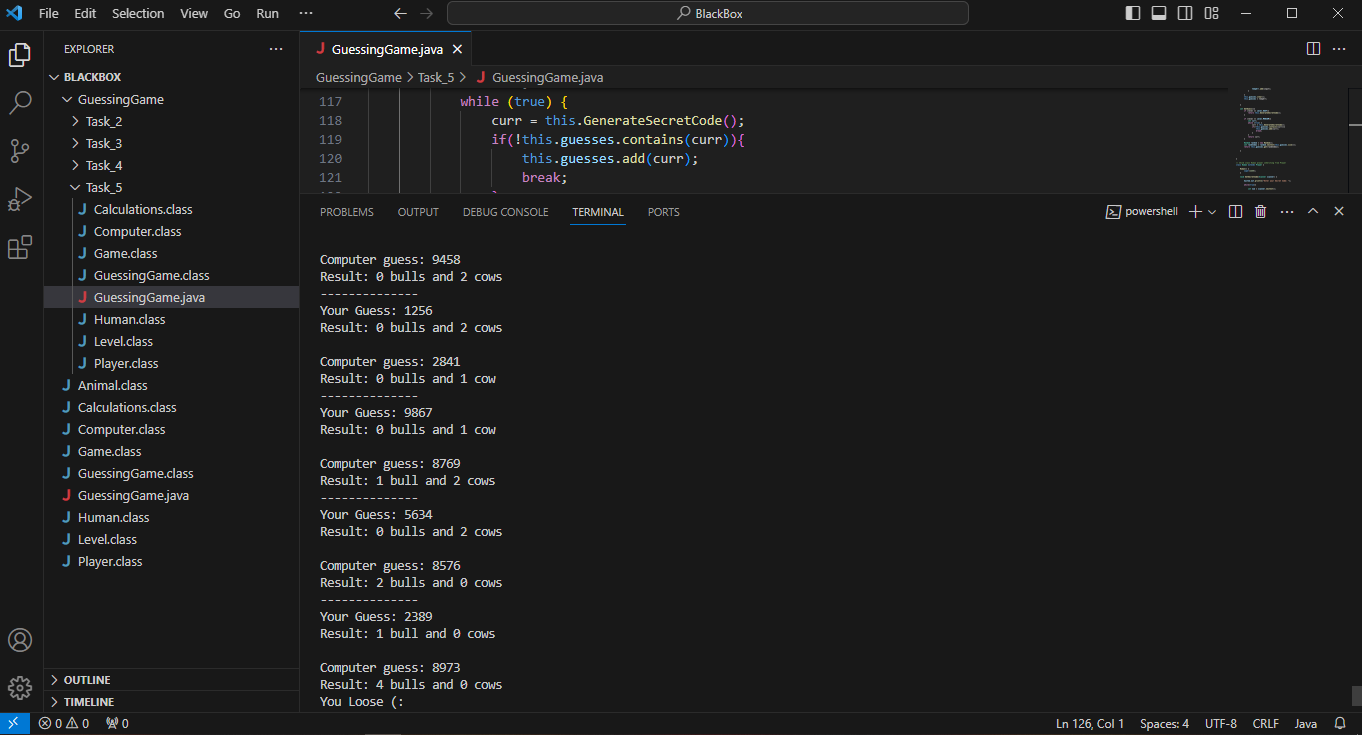 File Edit Selection View Go Run ··· BlackBox
EXPLORER ···
BLACKBOX
GuessingGame
Task_2
Task_3
Task_4
Task_5
Calculations.class
Computer.class
Game.class
GuessingGame.class
GuessingGame.java
Human.class
Level.class
Player.class
Animal.class
Calculations.class
Computer.class
Game.class
GuessingGame.class
GuessingGame.java
Human.class
Level.class
Player.class
OUTLINE
TIMELINE
GuessingGame.java
GuessingGame > Task_5 > GuessingGame.java
117 while (true) {
118 curr = this.GenerateSecretCode();
119 if(!this.guesses.contains(curr)){
120 this.guesses.add(curr);
121 break;
PROBLEMS OUTPUT DEBUG CONSOLE TERMINAL PORTS powershell
Computer guess: 9458
Result: 0 bulls and 2 cows
--------------
Your Guess: 1256
Result: 0 bulls and 2 cows
Computer guess: 2841
Result: 0 bulls and 1 cow
--------------
Your Guess: 9867
Result: 0 bulls and 1 cow
Computer guess: 8769
Result: 1 bull and 2 cows
--------------
Your Guess: 5634
Result: 0 bulls and 2 cows
Computer guess: 8576
Result: 2 bulls and 0 cows
--------------
Your Guess: 2389
Result: 1 bull and 0 cows
Computer guess: 8973
Result: 4 bulls and 0 cows
You Loose (:
0 0 0 Ln 126, Col 1 Spaces: 4 UTF-8 CRLF Java